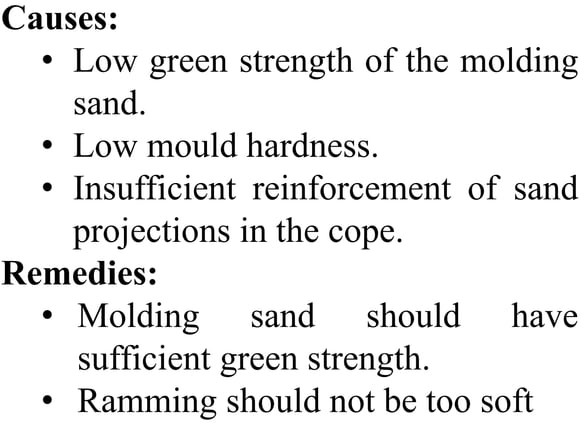 Causes:
• Low green strength of the molding
sand.
• Low mould hardness.
• Insufficient reinforcement of sand
projections in the cope.
Remedies:
• Molding sand should have
sufficient green strength.
• Ramming should not be too soft